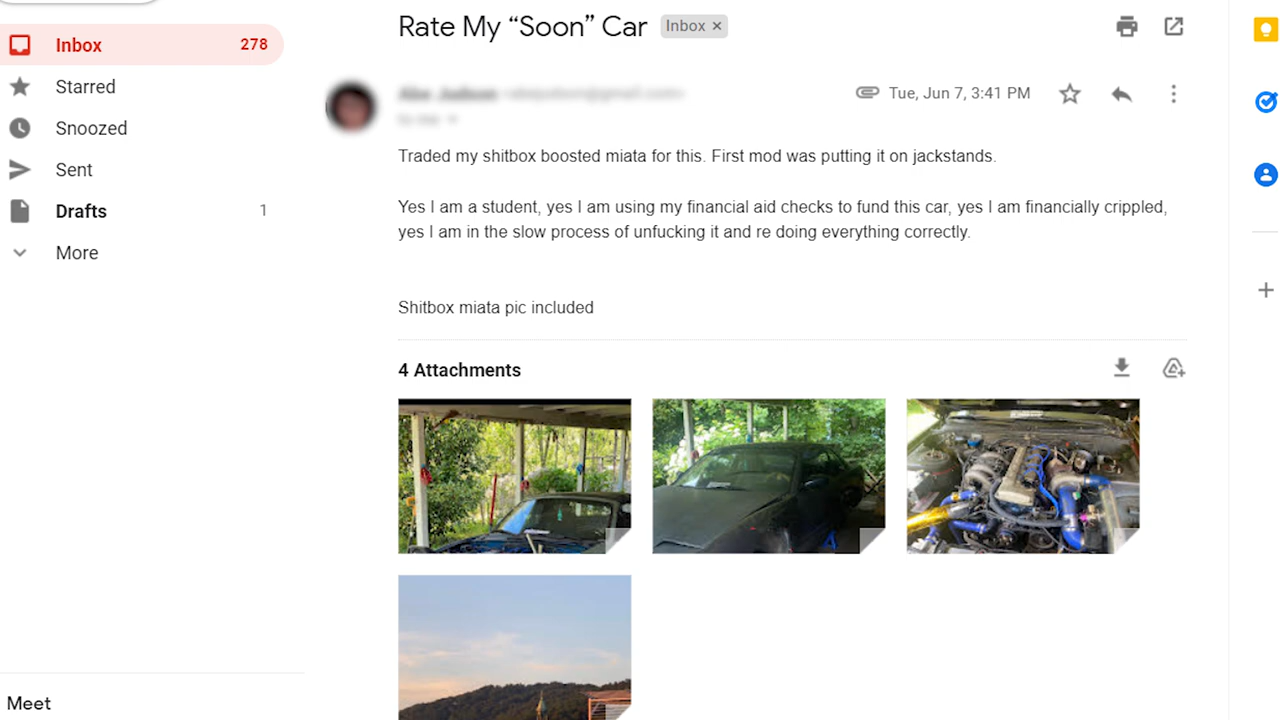 Rate My “Soon” Car Inbox ×
Inbox 278
Starred
Tue, Jun 7, 3:41 PM
Snoozed
Sent
Drafts 1
More
Traded my shitbox boosted miata for this. First mod was putting it on jackstands.
Yes I am a student, yes I am using my financial aid checks to fund this car, yes I am financially crippled,
yes I am in the slow process of unfucking it and re doing everything correctly.
Shitbox miata pic included
4 Attachments
Meet